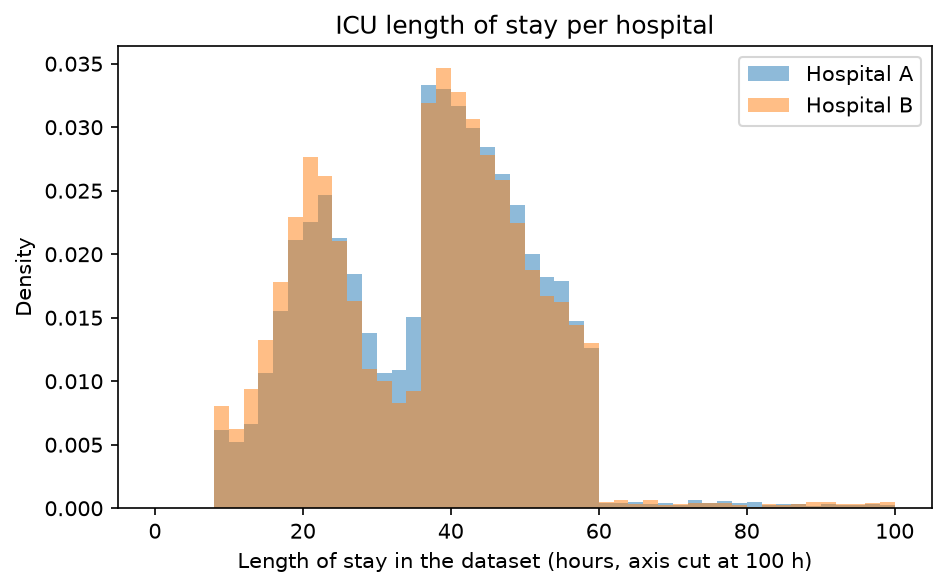 ICU length of stay per hospital
Hospital A
Hospital B
0.035
0.030
0.025
0.020
0.015
0.010
0.005
0.000
Density
0 20 40 60 80 100
Length of stay in the dataset (hours, axis cut at 100 h)